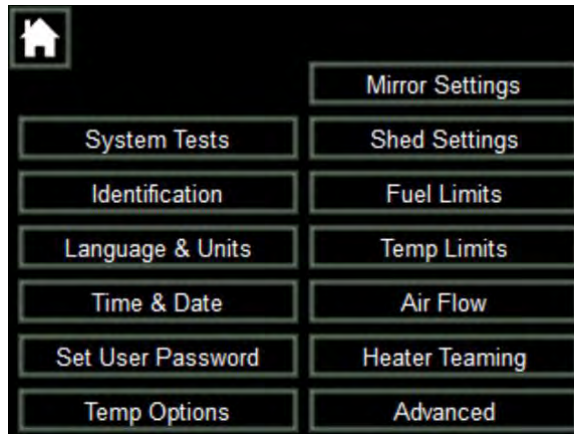 Mirror Settings
System Tests
Shed Settings
Identification
Fuel Limits
Language & Units
Temp Limits
Time & Date
Air Flow
Set User Password
Heater Teaming
Temp Options
Advanced